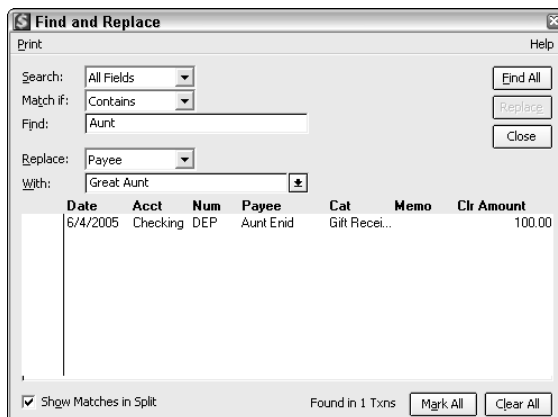 Find and Replace
Print Help
Search: All Fields Find All
Match if: Contains Replace
Find: Aunt Close
Replace: Payee
With: Great Aunt
Date Acct Num Payee Cat Memo Clr Amount
6/4/2005 Checking DEP Aunt Enid Gift Recei... 100.00
Show Matches in Split Found in 1 Txns Mark All Clear All